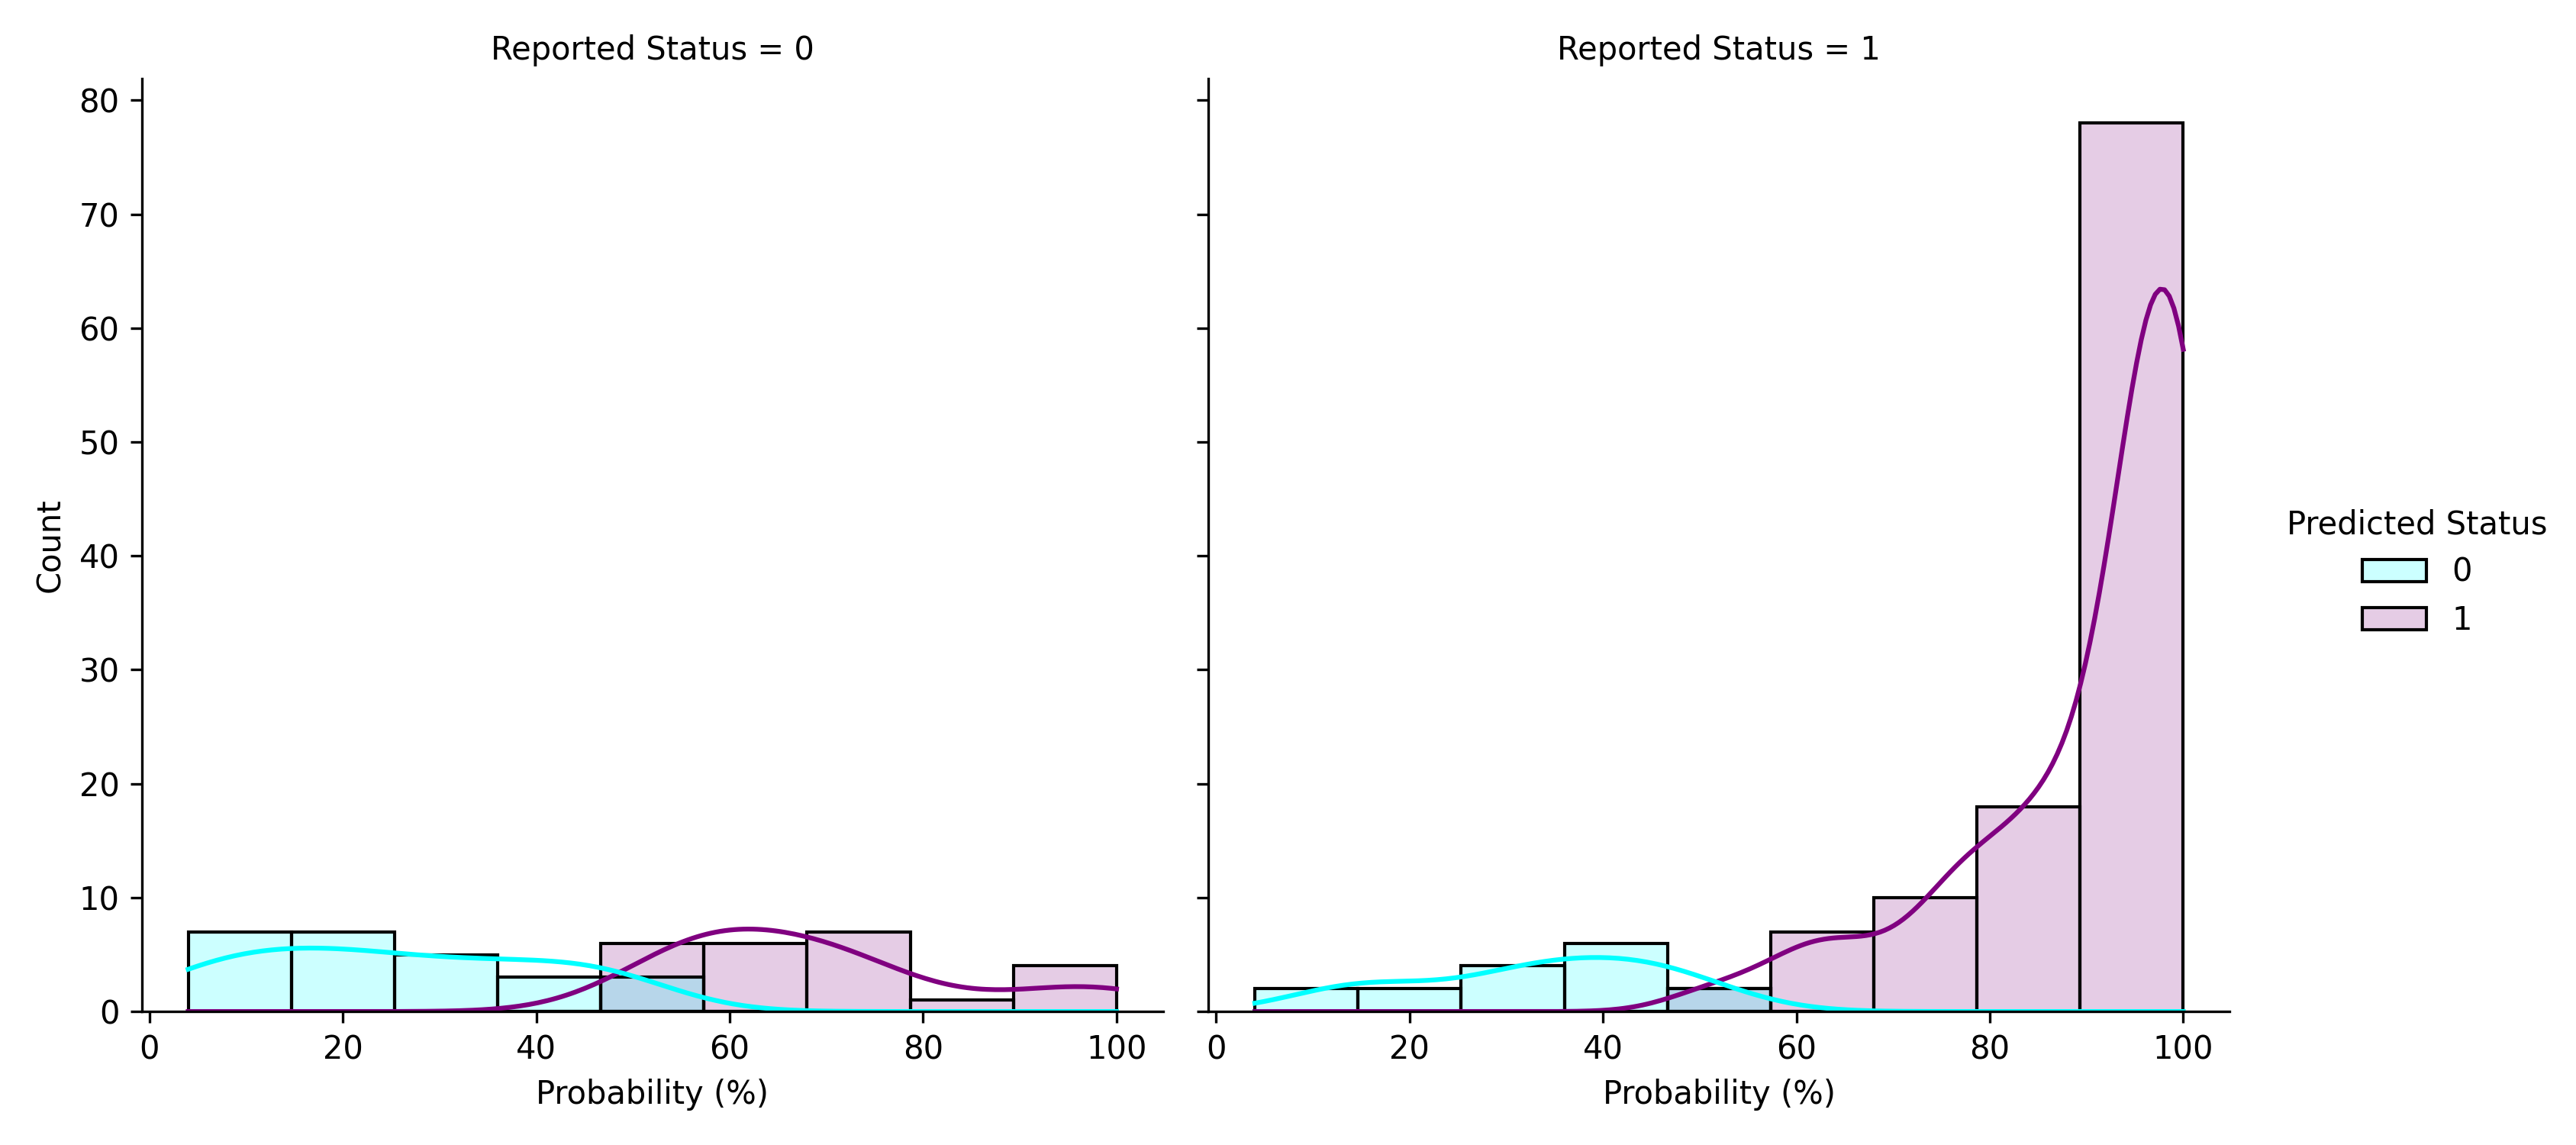 Reported Status = 0
Reported Status = 1
80
70
60
50
40
30
20
10
0
Count
0 20 40 60 80 100
0 20 40 60 80 100
Probability (%)
Probability (%)
Predicted Status
0
1